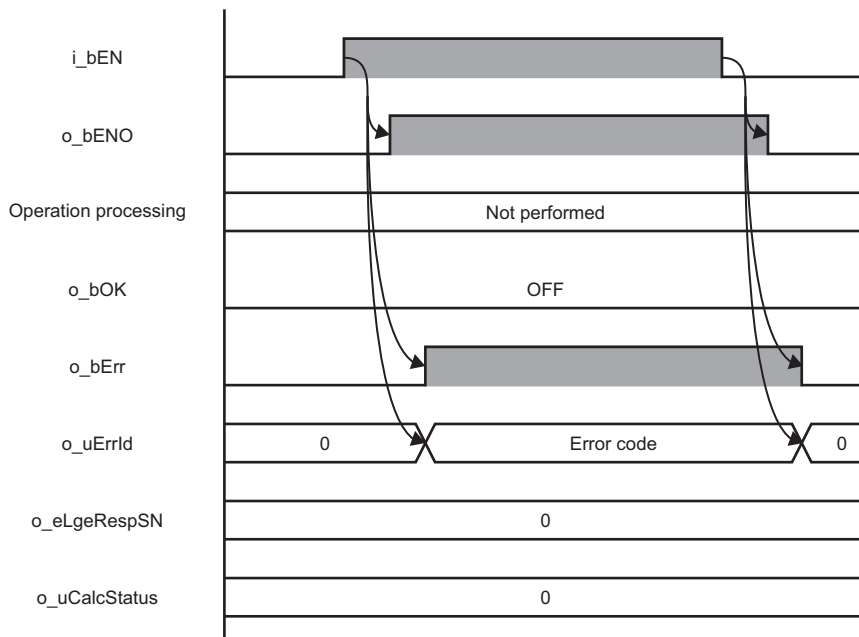 i_bEN
o_bENO
Operation processing
Not performed
o_bOK
OFF
o_bErr
o_uErrId
0
Error code
0
o_eLgeRespSN
0
o_uCalcStatus
0